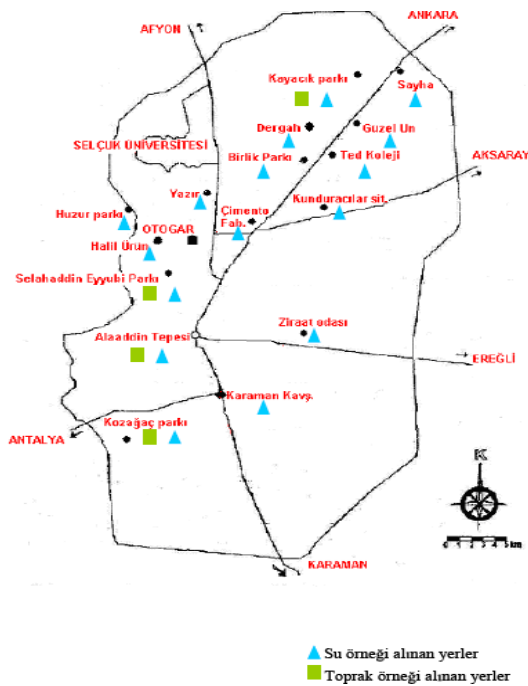 ANKARA
AFYON
Kayacık parkı
Sayha
Dergah
Guzel Un
SELÇUK ÜNİVERSİTESİ
Birlik Parkı
Ted Koleji
AKSARAY
Yazır
Kunduracılar sit.
Huzur parkı
Çimento
Fab.
OTOGAR
Halil Ürün
Selahaddin Eyyubi Parkı
Ziraat odası
Alaaddin Tepesi
EREĞLİ
Karaman Kavş.
Kozağaç parkı
ANTALYA
K
0 1 2 3 4 5 km
KARAMAN
Su örneği alınan yerler
Toprak örneği alınan yerler